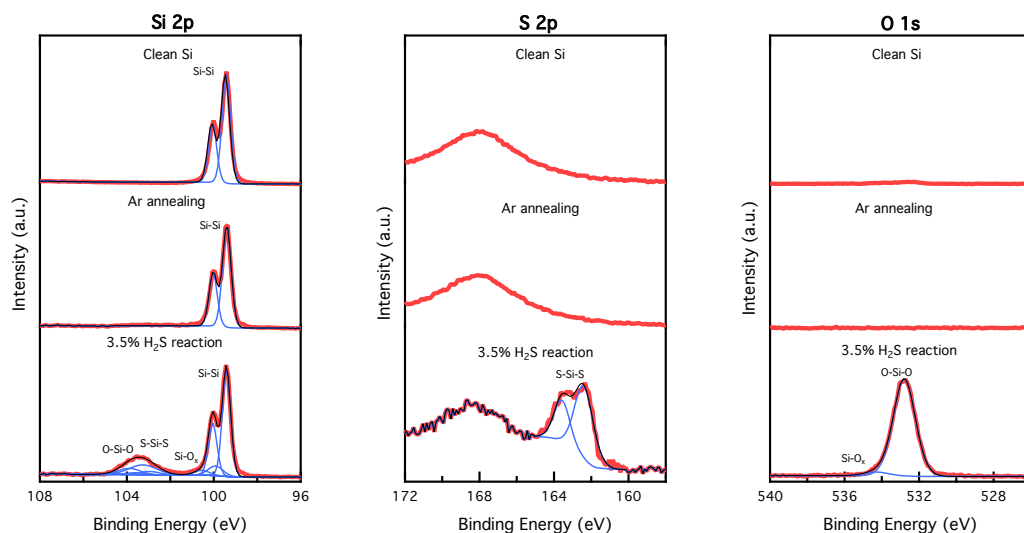 Si 2p
Clean Si
Si-Si
Ar annealing
Si-Si
3.5% H₂S reaction
Si-Si
O-Si-O
S-Si-S
Si-Oₓ
Intensity (a.u.)
108 104 100 96
Binding Energy (eV)
S 2p
Clean Si
Ar annealing
3.5% H₂S reaction
S-Si-S
Intensity (a.u.)
172 168 164 160
Binding Energy (eV)
O 1s
Clean Si
Ar annealing
3.5% H₂S reaction
O-Si-O
Si-Oₓ
Intensity (a.u.)
540 536 532 528
Binding Energy (eV)